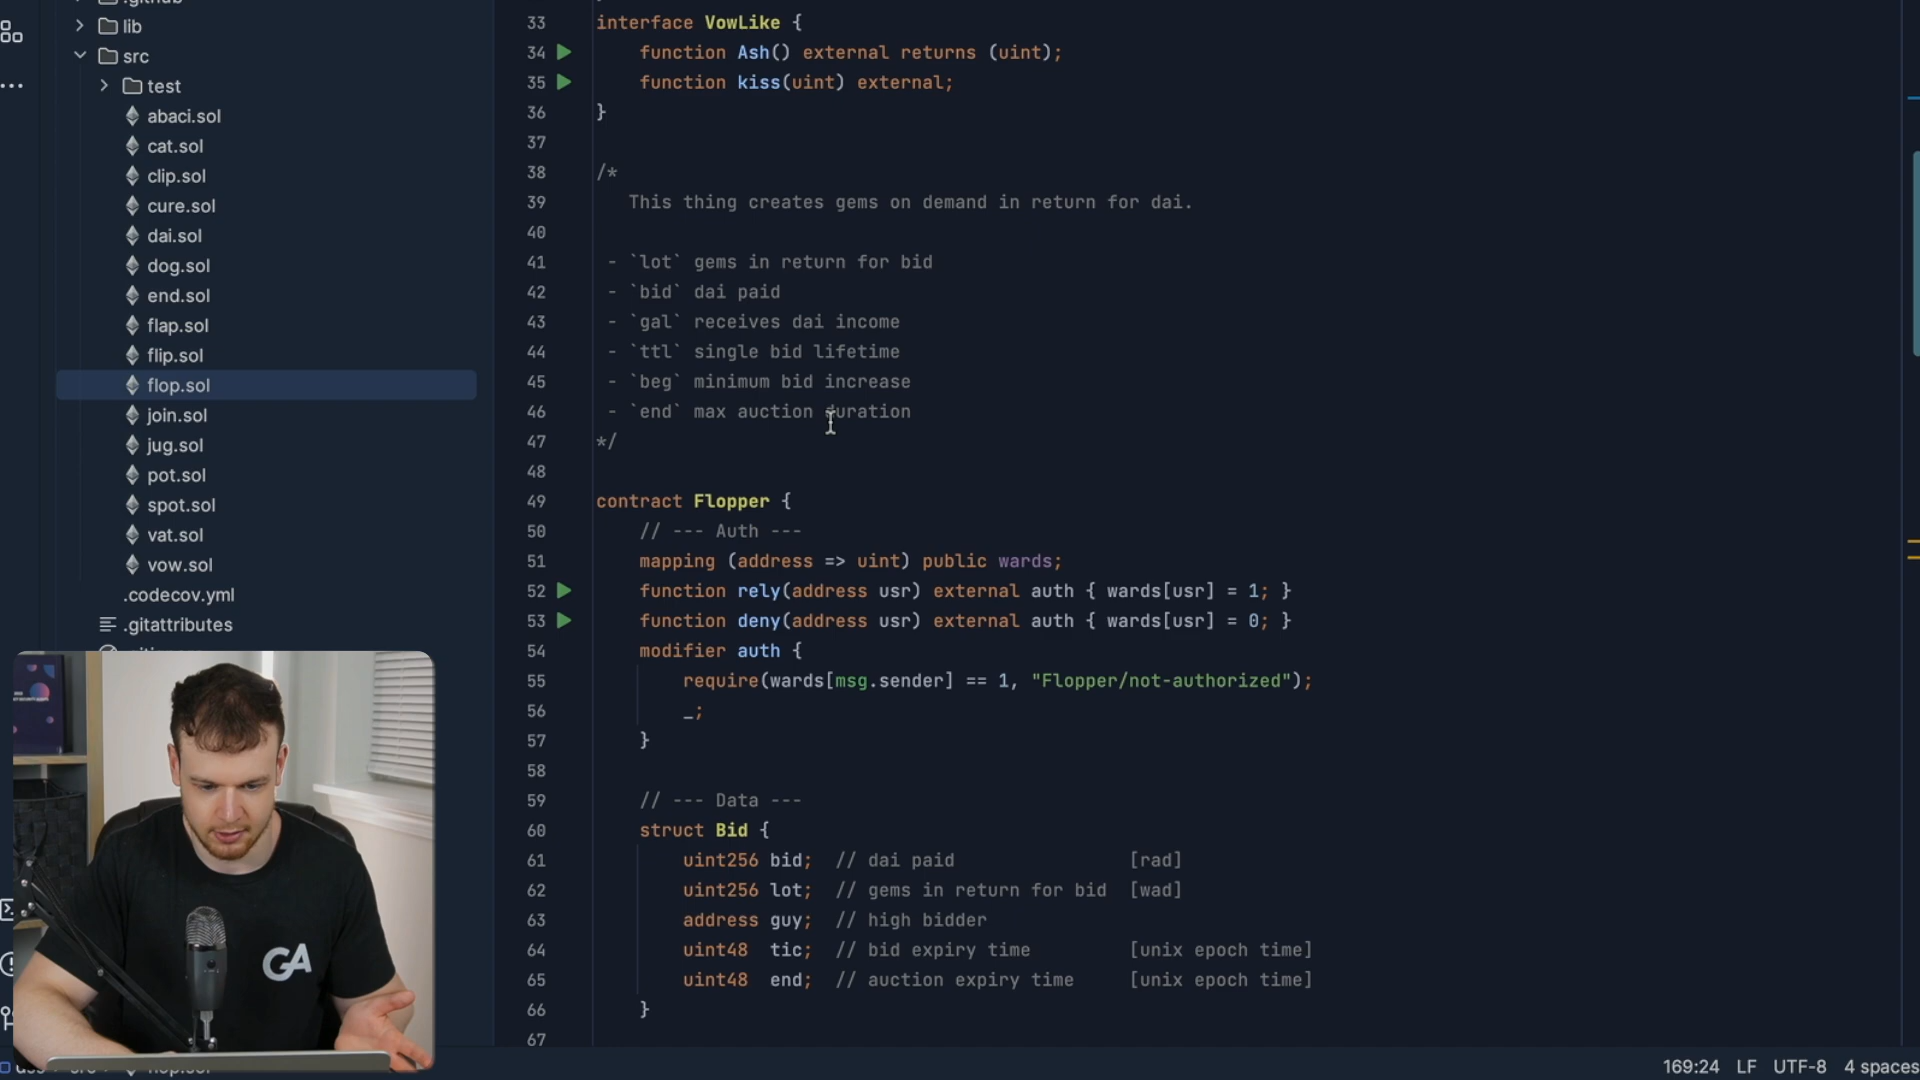 .github
lib
src
test
abaci.sol
cat.sol
clip.sol
cure.sol
dai.sol
dog.sol
end.sol
flap.sol
flip.sol
flop.sol
join.sol
jug.sol
pot.sol
spot.sol
vat.sol
vow.sol
.codecov.yml
.gitattributes
33 interface VowLike {
34 function Ash() external returns (uint);
35 function kiss(uint) external;
36 }
37
38 /*
39 This thing creates gems on demand in return for dai.
40
41 - `lot` gems in return for bid
42 - `bid` dai paid
43 - `gal` receives dai income
44 - `ttl` single bid lifetime
45 - `beg` minimum bid increase
46 - `end` max auction duration
47 */
48
49 contract Flopper {
50 // --- Auth ---
51 mapping (address => uint) public wards;
52 function rely(address usr) external auth { wards[usr] = 1; }
53 function deny(address usr) external auth { wards[usr] = 0; }
54 modifier auth {
55 require(wards[msg.sender] == 1, "Flopper/not-authorized");
56 _;
57 }
58
59 // --- Data ---
60 struct Bid {
61 uint256 bid; // dai paid [rad]
62 uint256 lot; // gems in return for bid [wad]
63 address guy; // high bidder
64 uint48 tic; // bid expiry time [unix epoch time]
65 uint48 end; // auction expiry time [unix epoch time]
66 }
67
GA
169:24 LF UTF-8 4 spaces